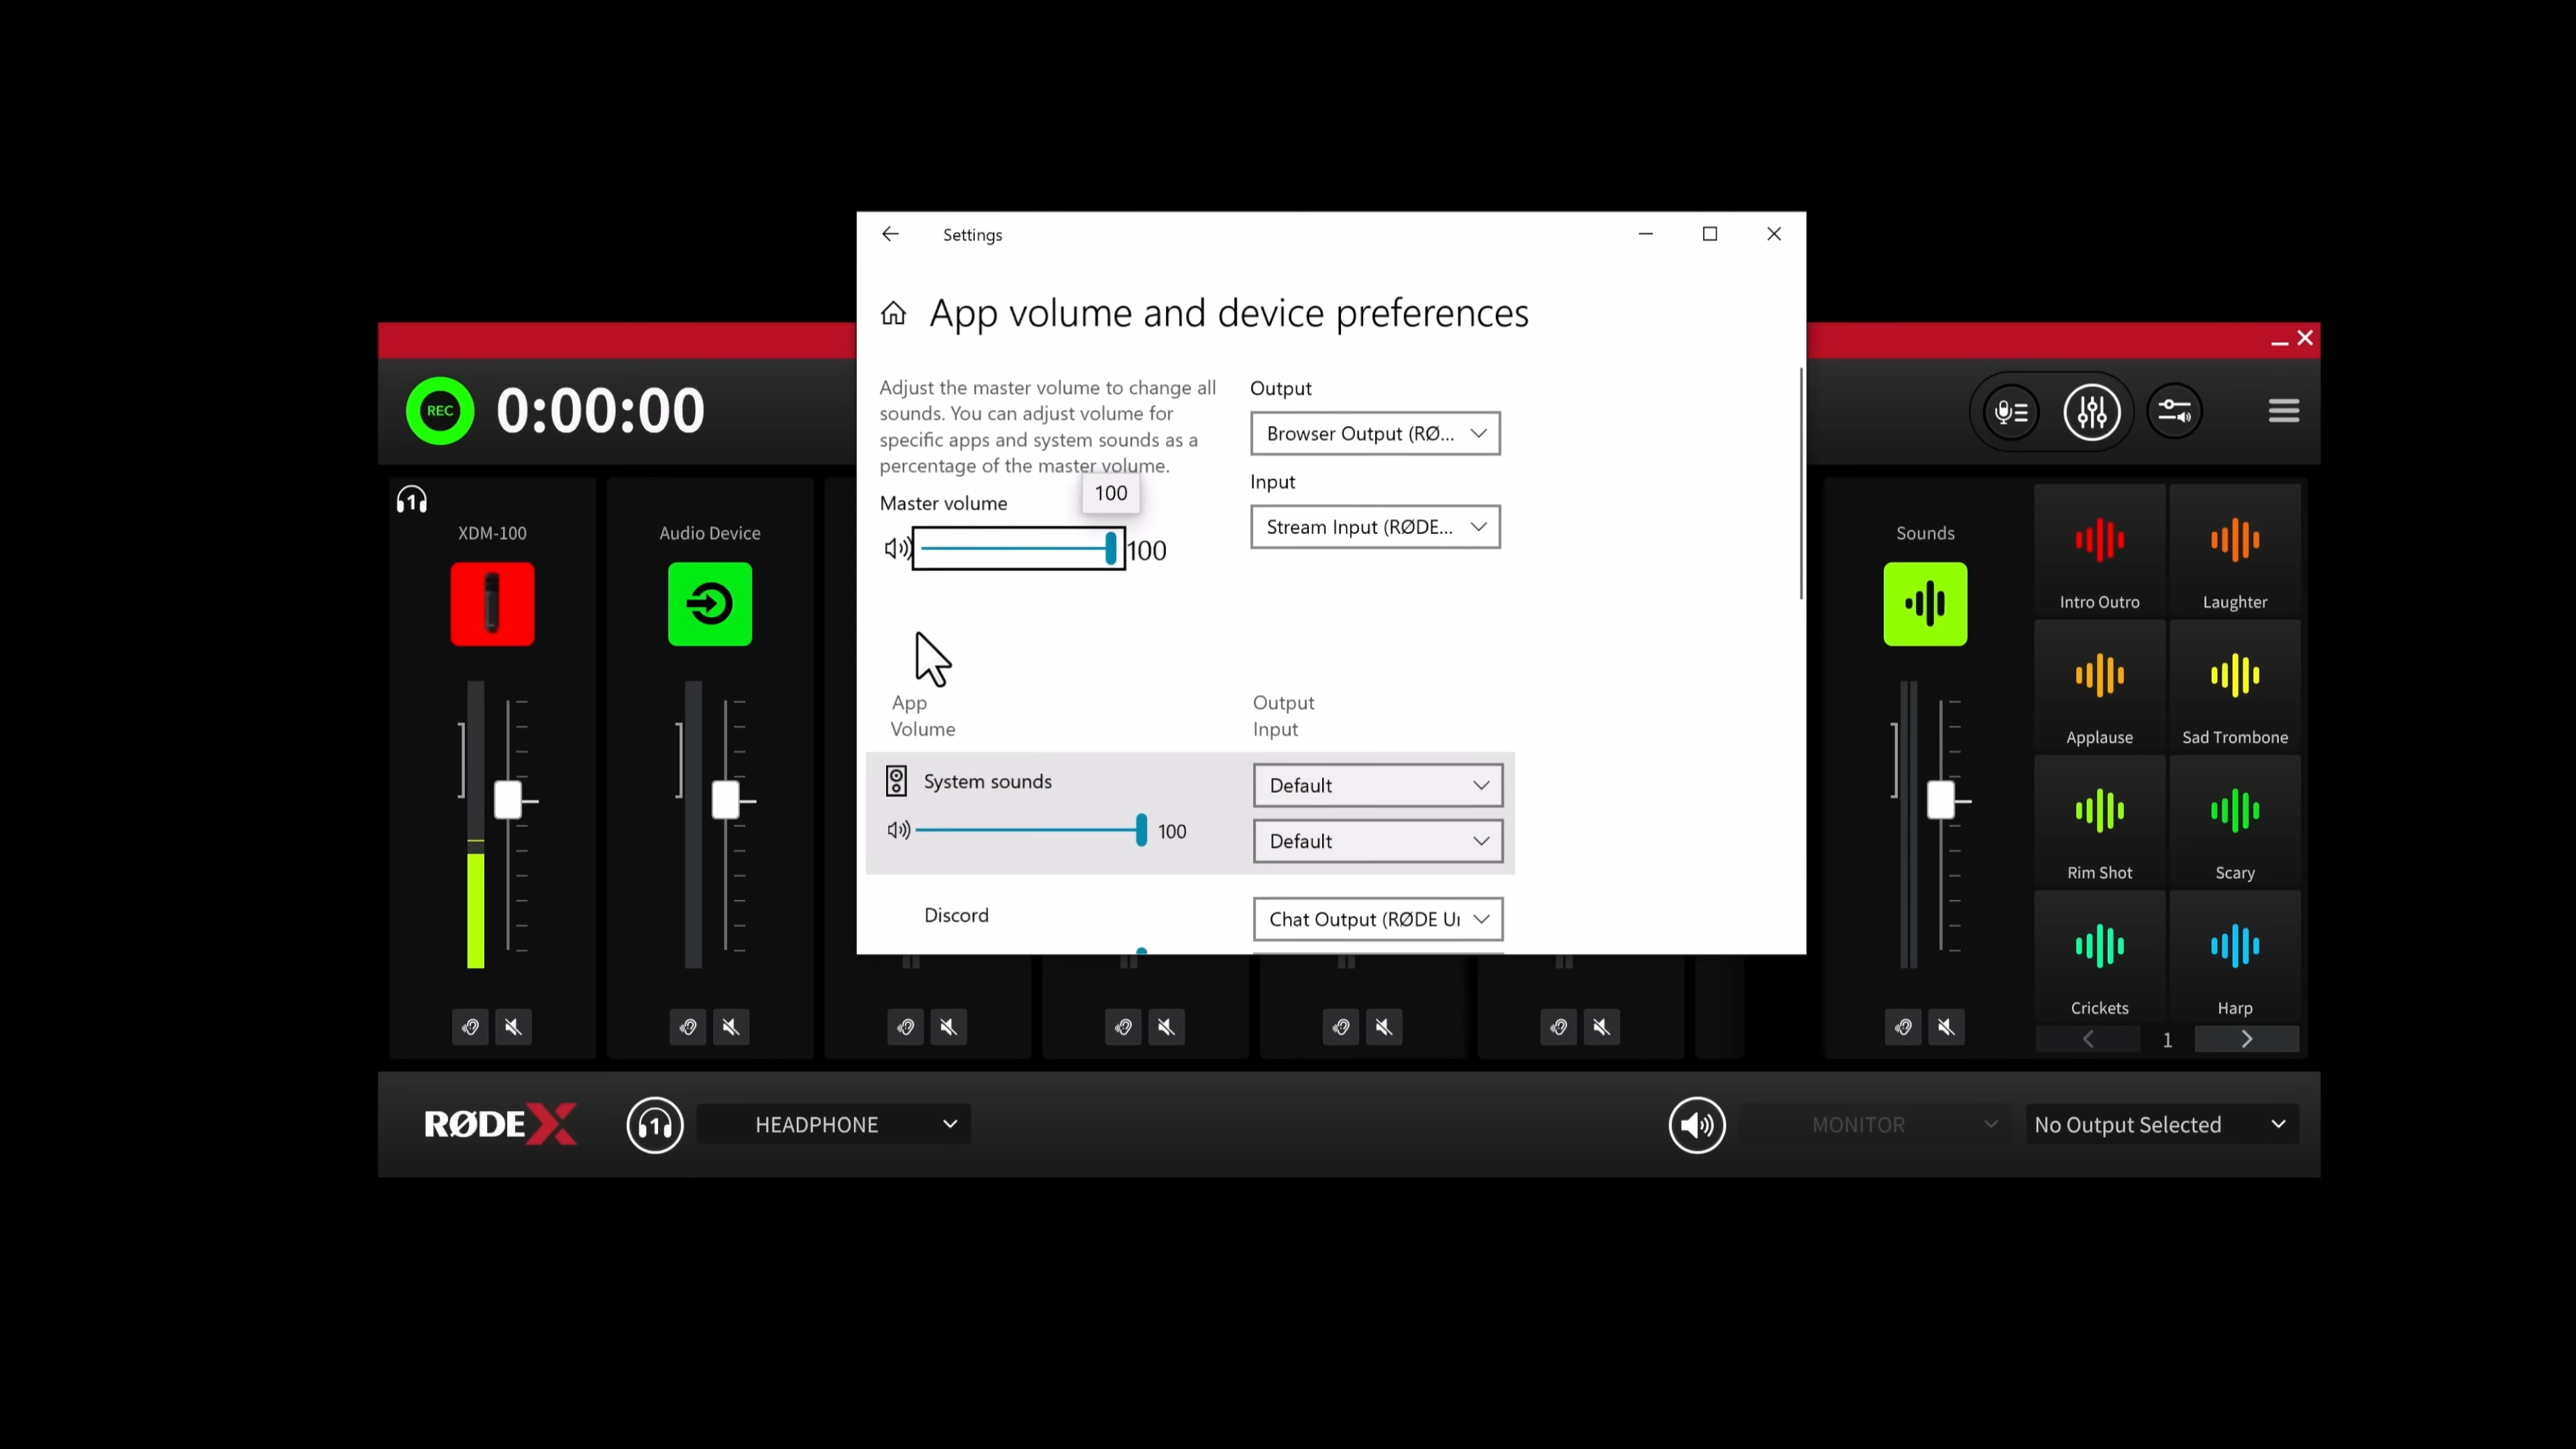 Settings
App volume and device preferences
Adjust the master volume to change all
sounds. You can adjust volume for
specific apps and system sounds as a
percentage of the master volume.
Master volume
100
100
Output
Browser Output (RØ...
Input
Stream Input (RØDE...
App
Volume
Output
Input
System sounds
100
Default
Default
Discord
Chat Output (RØDE U
REC
0:00:00
1
XDM-100
Audio Device
Sounds
Intro Outro
Laughter
Applause
Sad Trombone
Rim Shot
Scary
Crickets
Harp
1
RØDEX
1
HEADPHONE
MONITOR
No Output Selected